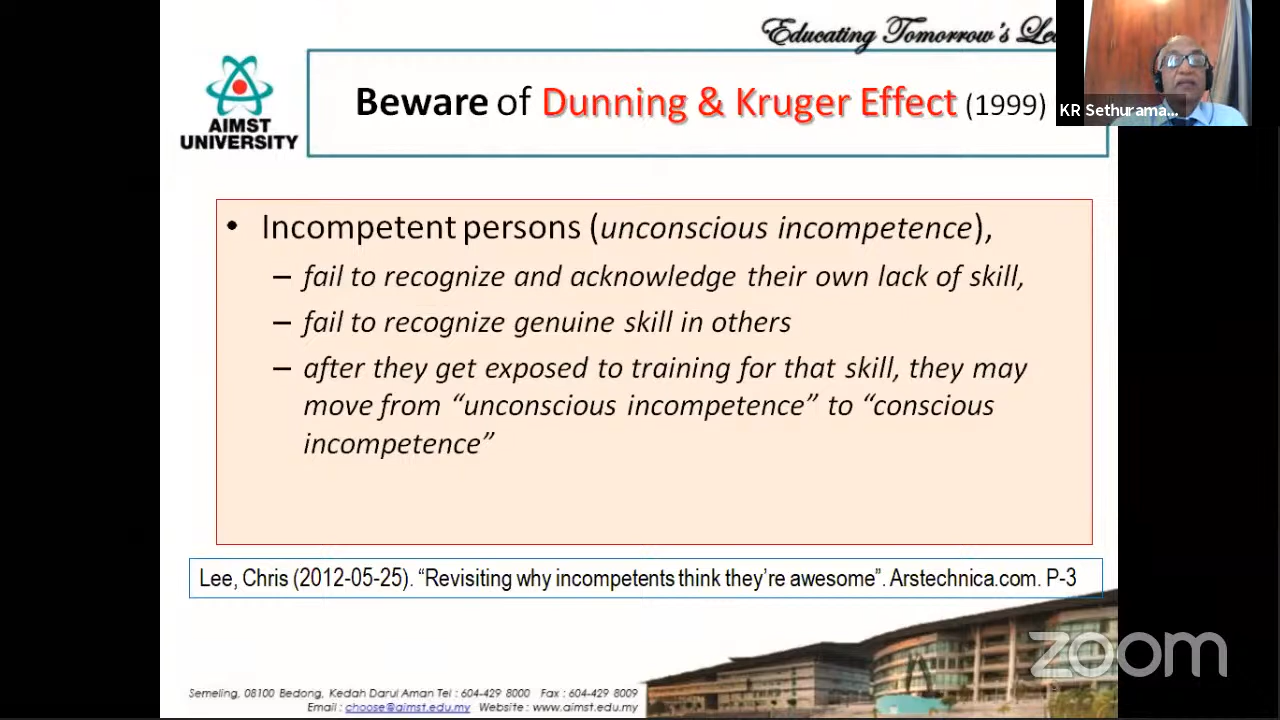 Educating Tomorrow's
AIMST
UNIVERSITY
Beware of Dunning & Kruger Effect (1999)
KR Sethurama...
• Incompetent persons (unconscious incompetence),
– fail to recognize and acknowledge their own lack of skill,
– fail to recognize genuine skill in others
– after they get exposed to training for that skill, they may
move from “unconscious incompetence” to “conscious
incompetence”
Lee, Chris (2012-05-25). “Revisiting why incompetents think they’re awesome”. Arstechnica.com. P-3
zoom
Semeling, 08100 Bedong, Kedah Darul Aman Tel : 604-429 8000 Fax : 604-429 8009
Email : choose@aimst.edu.my Website : www.aimst.edu.my